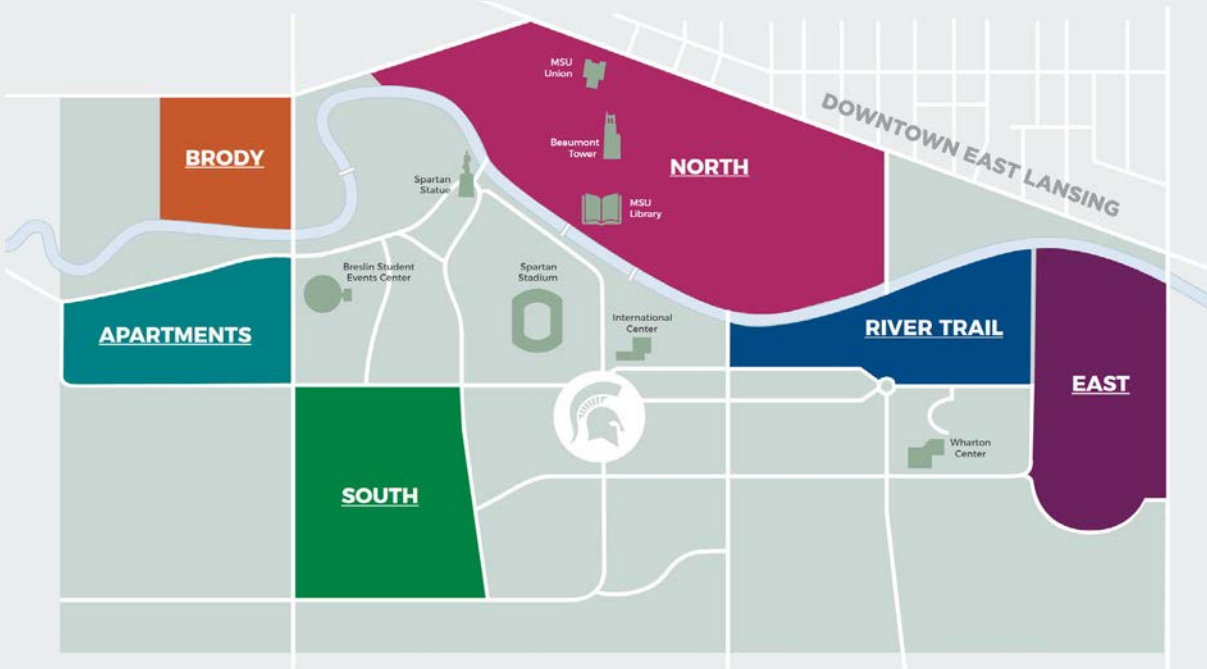 MSU
Union
DOWNTOWN EAST LANSING
Beaumont
Tower
BRODY
NORTH
Spartan
Statue
MSU
Library
Breslin Student
Events Center
Spartan
Stadium
International
Center
APARTMENTS
RIVER TRAIL
EAST
Wharton
Center
SOUTH